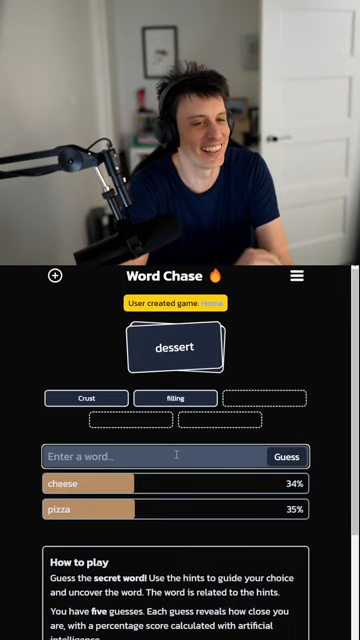 Word Chase 🔥
User created game. Home
dessert
Crust
filling
Enter a word...
Guess
cheese
34%
pizza
35%
How to play
Guess the secret word! Use the hints to guide your choice
and uncover the word. The word is related to the hints.
You have five guesses. Each guess reveals how close you
are, with a percentage score calculated with artificial
intelligence.